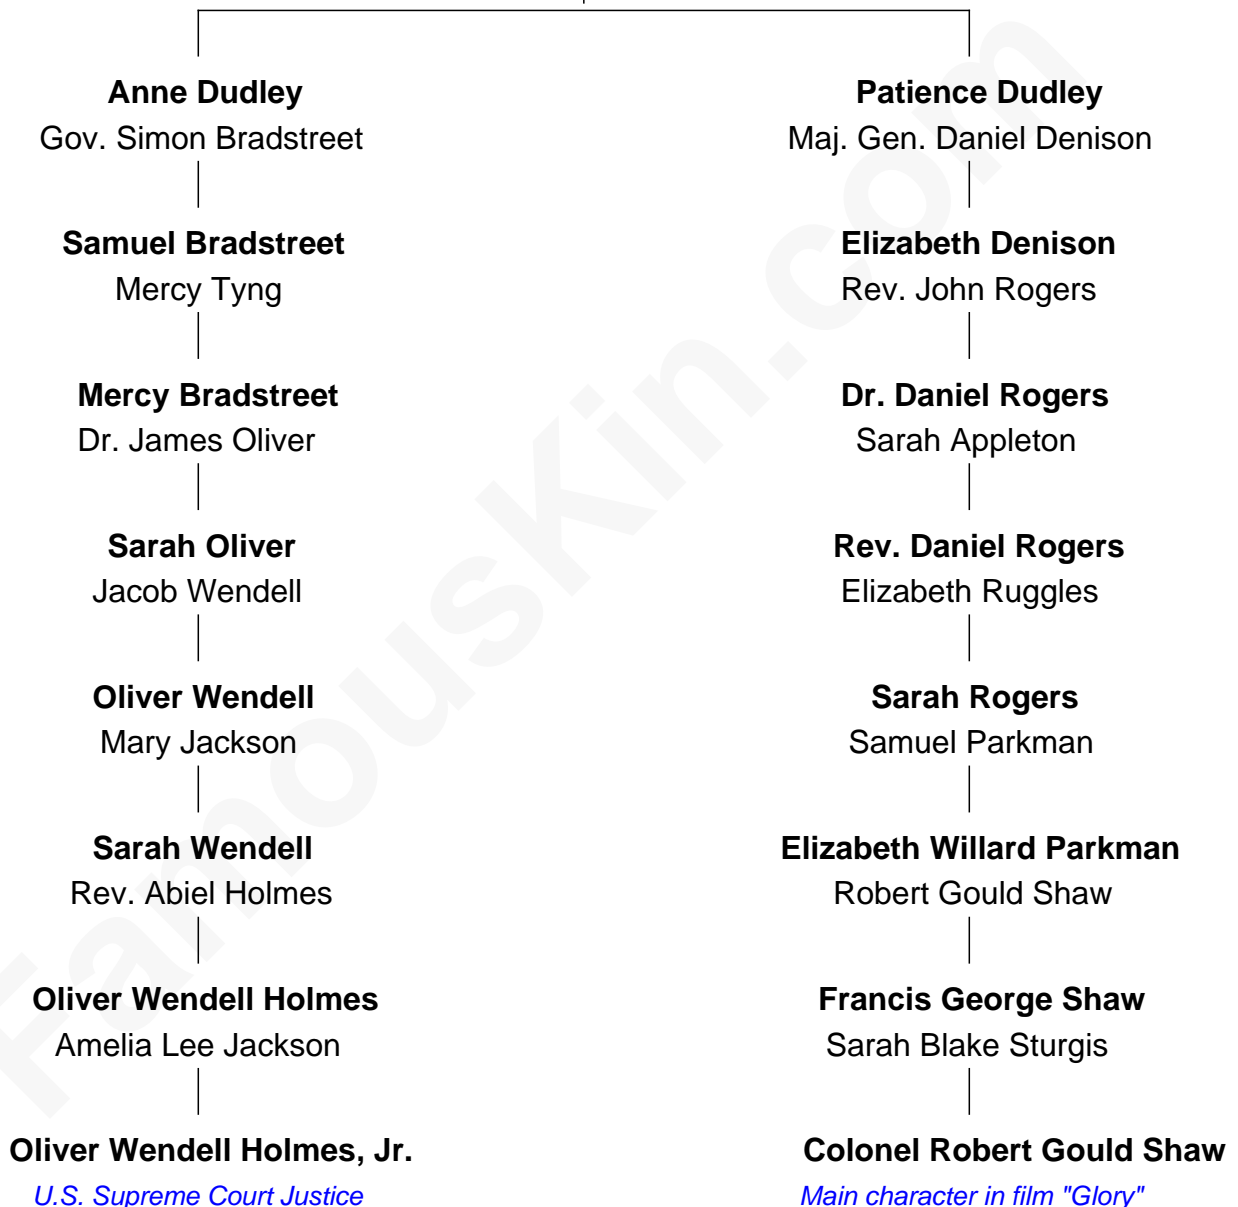 Anne Dudley
Gov. Simon Bradstreet
Samuel Bradstreet
Mercy Tyng
Mercy Bradstreet
Dr. James Oliver
Sarah Oliver
Jacob Wendell
Oliver Wendell
Mary Jackson
Sarah Wendell
Rev. Abiel Holmes
Oliver Wendell Holmes
Amelia Lee Jackson
Oliver Wendell Holmes, Jr.
U.S. Supreme Court Justice
Patience Dudley
Maj. Gen. Daniel Denison
Elizabeth Denison
Rev. John Rogers
Dr. Daniel Rogers
Sarah Appleton
Rev. Daniel Rogers
Elizabeth Ruggles
Sarah Rogers
Samuel Parkman
Elizabeth Willard Parkman
Robert Gould Shaw
Francis George Shaw
Sarah Blake Sturgis
Colonel Robert Gould Shaw
Main character in film "Glory"
FamousKin.com